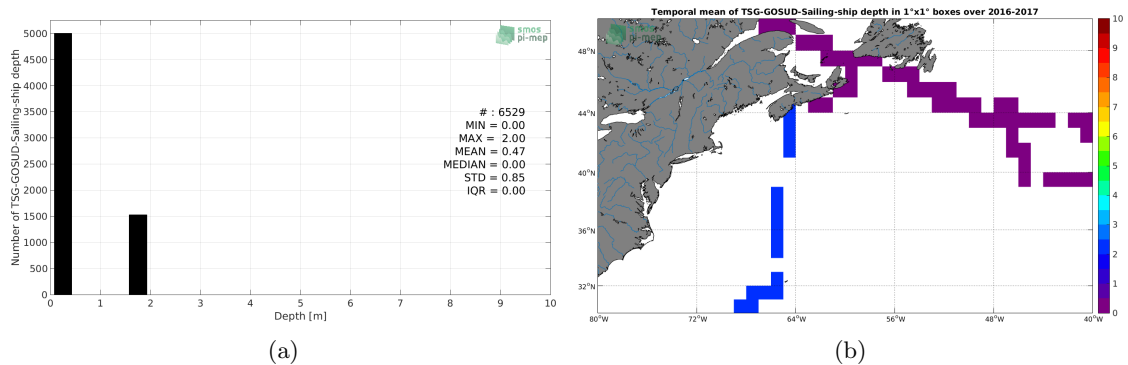 smos
pi-mep
Number of TSG-GOSUD-Sailing-ship depth
5000
4500
4000
3500
3000
2500
2000
1500
1000
500
0
# : 6529
MIN = 0.00
MAX = 2.00
MEAN = 0.47
MEDIAN = 0.00
STD = 0.85
IQR = 0.00
0 1 2 3 4 5 6 7 8 9 10
Depth [m]
(a)
Temporal mean of TSG-GOSUD-Sailing-ship depth in 1°x1° boxes over 2016-2017
smos
pi-mep
48°N
44°N
40°N
36°N
32°N
80°W 72°W 64°W 56°W 48°W 40°W
10
9
8
7
6
5
4
3
2
1
0
(b)